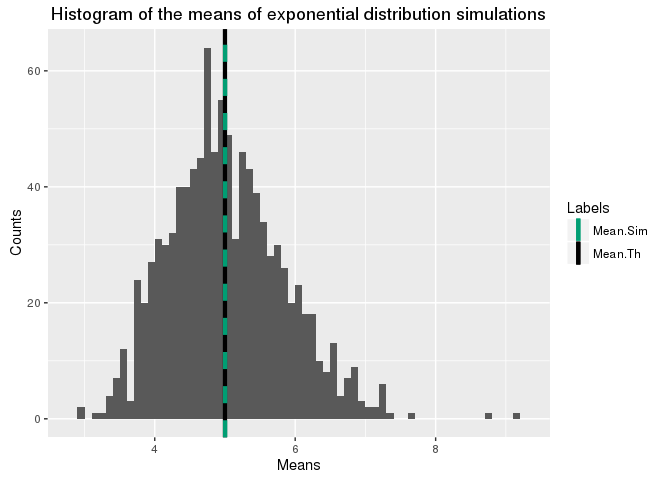 Histogram of the means of exponential distribution simulations
60
40
20
0
Counts
4 6 8
Means
Labels
Mean.Sim
Mean.Th